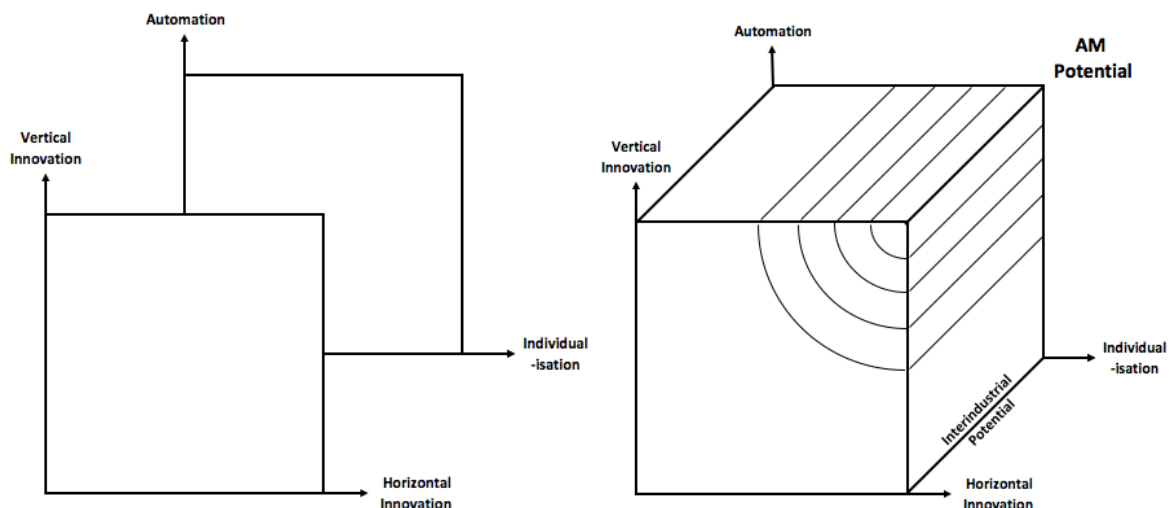 Automation
Vertical
Innovation
Individual
-isation
Horizontal
Innovation
Automation
AM
Potential
Vertical
Innovation
Individual
-isation
Interindustrial
Potential
Horizontal
Innovation